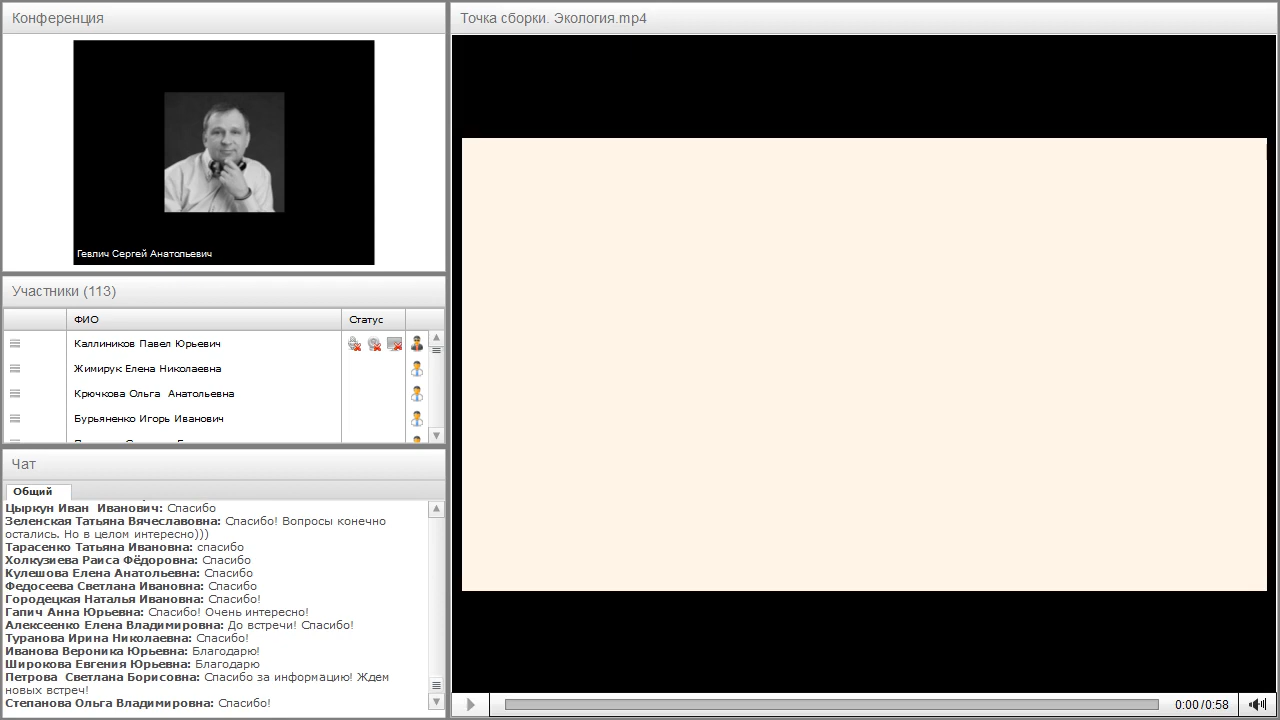 Конференция
Гевлич Сергей Анатольевич
Участники (113)
ФИО
Статус
Каллиников Павел Юрьевич
Жимирук Елена Николаевна
Крючкова Ольга  Анатольевна
Бурьяненко Игорь Иванович
Чат
Общий
Цыркун Иван  Иванович: Спасибо
Зеленская Татьяна Вячеславовна: Спасибо! Вопросы конечно
остались. Но в целом интересно)))
Тарасенко Татьяна Ивановна: спасибо
Холкузиева Раиса Фёдоровна: Спасибо
Кулешова Елена Анатольевна: Спасибо
Федосеева Светлана Ивановна: Спасибо
Городецкая Наталья Ивановна: Спасибо!
Гапич Анна Юрьевна: Спасибо! Очень интересно!
Алексеенко Елена Владимировна: До встречи! Спасибо!
Туранова Ирина Николаевна: Спасибо!
Иванова Вероника Юрьевна: Благодарю!
Широкова Евгения Юрьевна: Благодарю
Петрова  Светлана Борисовна: Спасибо за информацию! Ждем
новых встреч!
Степанова Ольга Владимировна: Спасибо!
Точка сборки. Экология.mp4
0:00/0:58